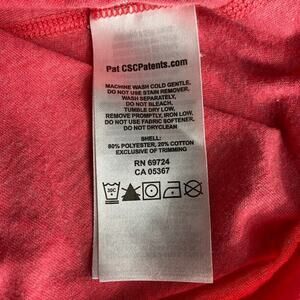 Pat CSCPatents.com
MACHINE WASH COLD GENTLE.
DO NOT USE STAIN REMOVER.
WASH SEPARATELY,
DO NOT BLEACH.
TUMBLE DRY LOW.
REMOVE PROMPTLY, IRON LOW.
DO NOT USE FABRIC SOFTENER.
DO NOT DRYCLEAN
SHELL:
80% POLYESTER, 20% COTTON
EXCLUSIVE OF TRIMMING
RN 69724
CA 05367
30C